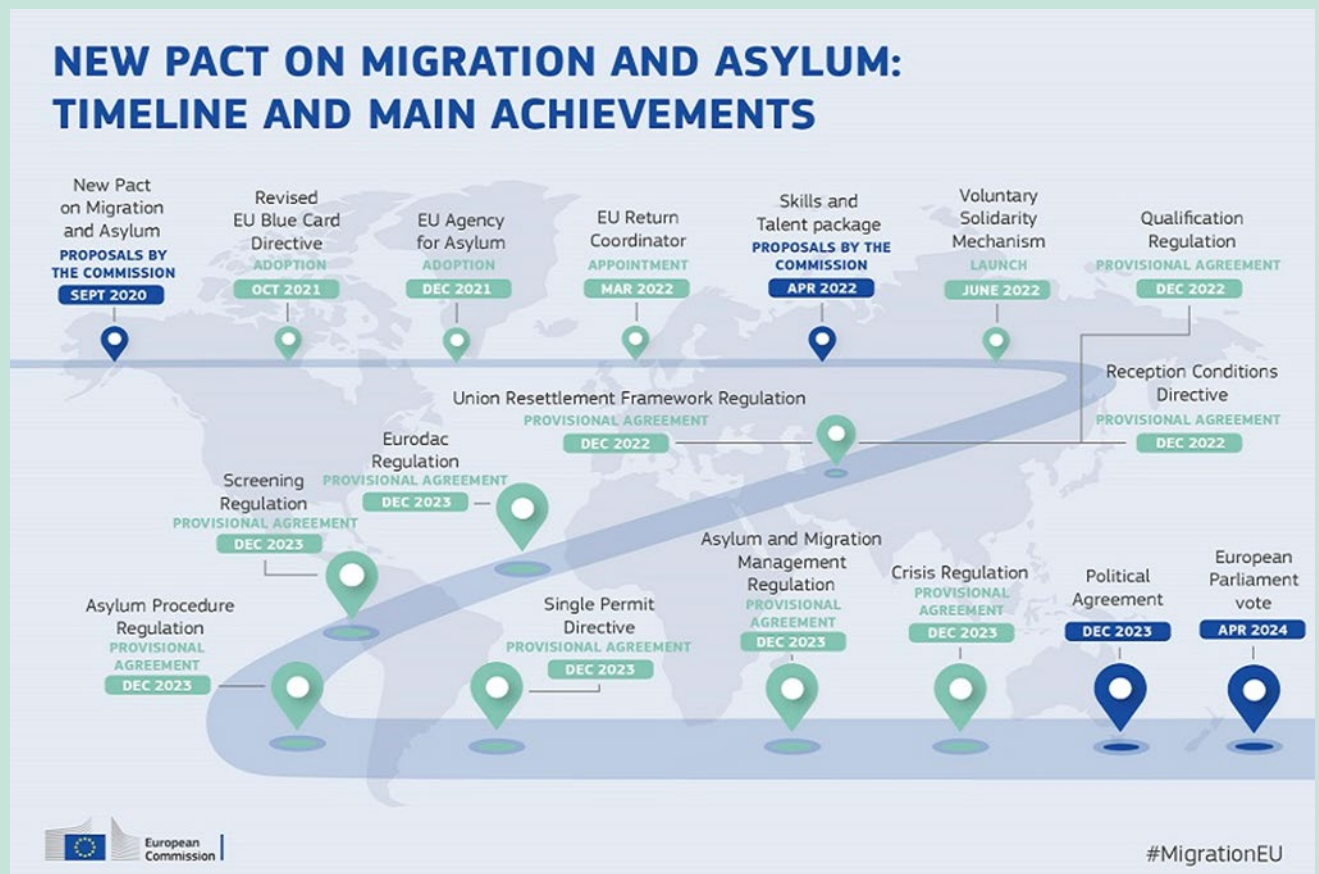 NEW PACT ON MIGRATION AND ASYLUM:
TIMELINE AND MAIN ACHIEVEMENTS
New Pact
on Migration
and Asylum
PROPOSALS BY
THE COMMISSION
SEPT 2020
Revised
EU Blue Card
Directive
ADOPTION
OCT 2021
EU Agency
for Asylum
ADOPTION
DEC 2021
EU Return
Coordinator
APPOINTMENT
MAR 2022
Skills and
Talent package
PROPOSALS BY THE
COMMISSION
APR 2022
Voluntary
Solidarity
Mechanism
LAUNCH
JUNE 2022
Qualification
Regulation
PROVISIONAL AGREEMENT
DEC 2022
Reception Conditions
Directive
PROVISIONAL AGREEMENT
DEC 2022
Union Resettlement Framework Regulation
PROVISIONAL AGREEMENT
DEC 2022
Eurodac
Regulation
PROVISIONAL AGREEMENT
DEC 2023
Screening
Regulation
PROVISIONAL AGREEMENT
DEC 2023
Asylum Procedure
Regulation
PROVISIONAL
AGREEMENT
DEC 2023
Single Permit
Directive
PROVISIONAL AGREEMENT
DEC 2023
Asylum and Migration
Management
Regulation
PROVISIONAL
AGREEMENT
DEC 2023
Crisis Regulation
PROVISIONAL
AGREEMENT
DEC 2023
Political
Agreement
DEC 2023
European
Parliament
vote
APR 2024
European
Commission
#MigrationEU